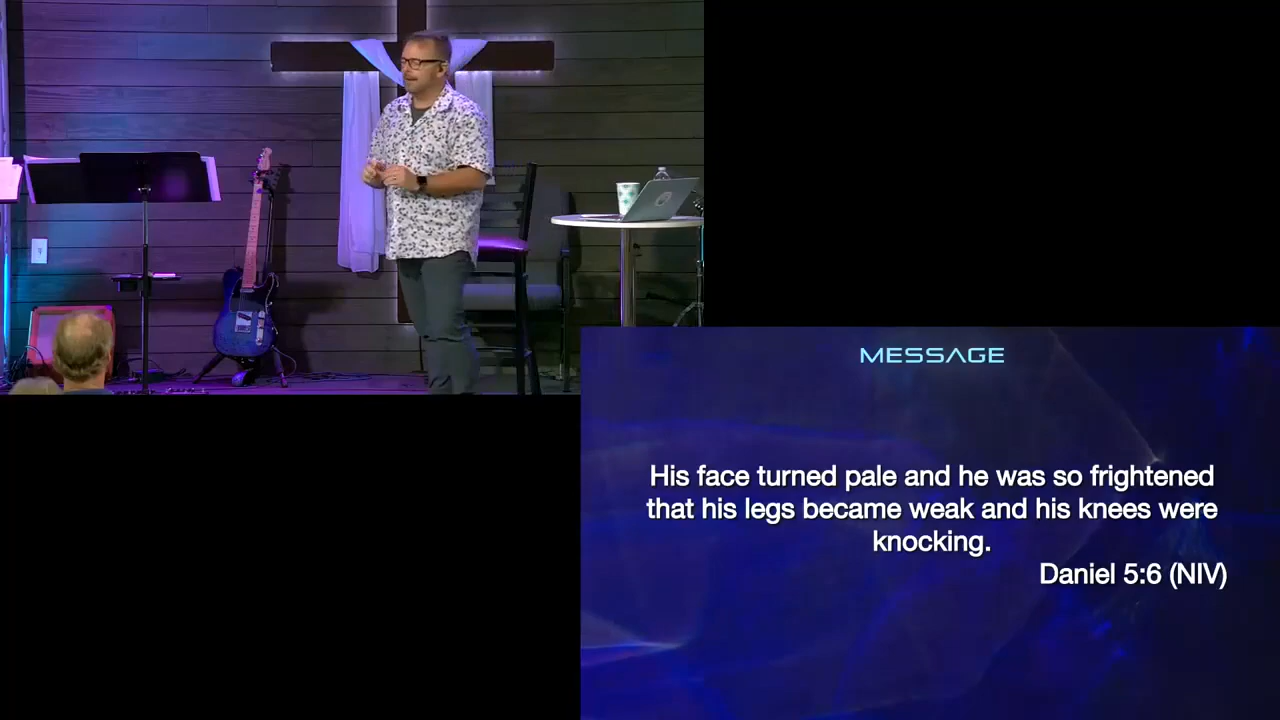 MESSAGE
His face turned pale and he was so frightened
that his legs became weak and his knees were
knocking.
Daniel 5:6 (NIV)